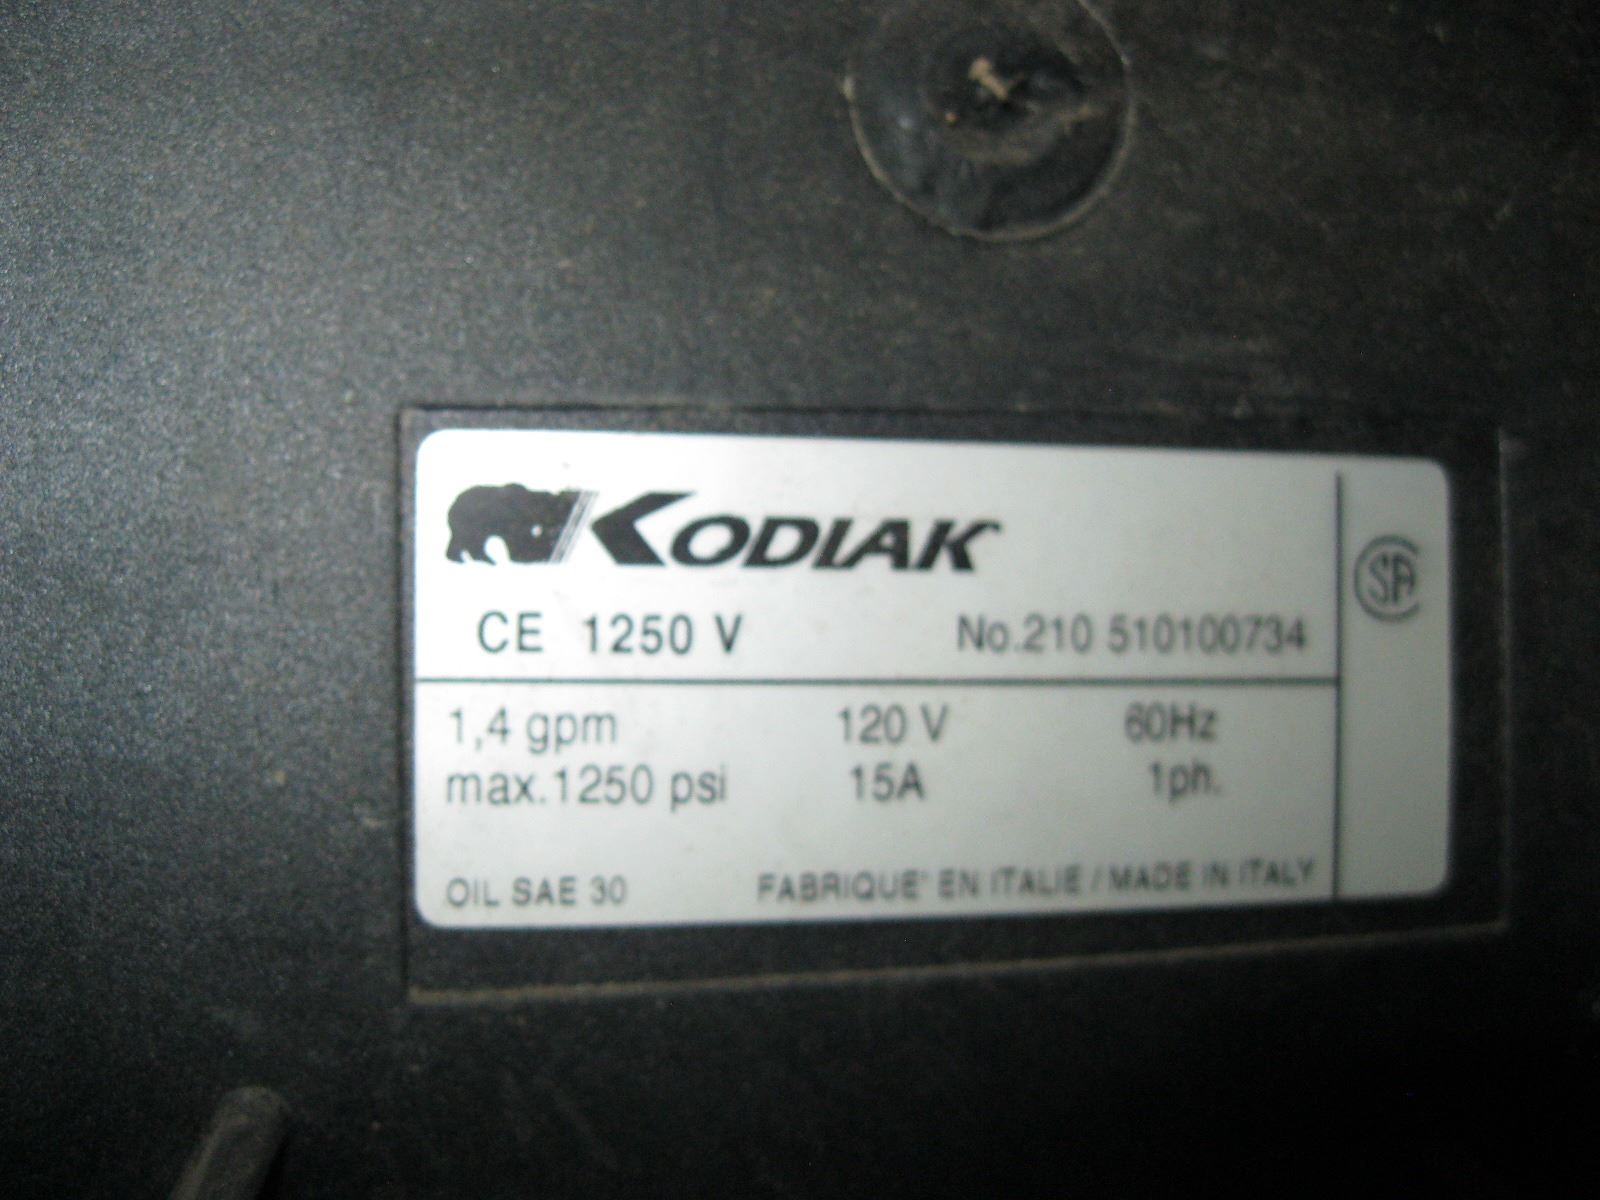 KODIAK
CE 1250 V No.210 510100734
1,4 gpm 120 V 60Hz
max.1250 psi 15A 1ph.
OIL SAE 30 FABRIQUE' EN ITALIE / MADE IN ITALY
SA